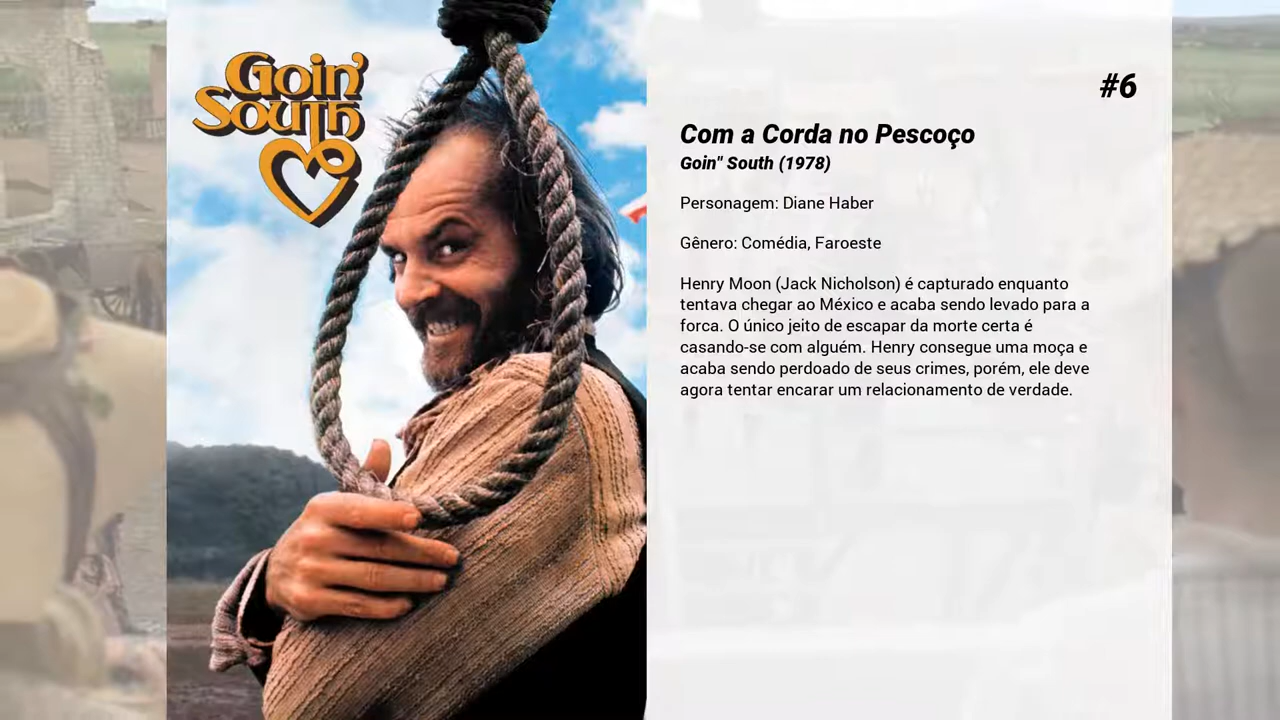 Goin'
South
#6
Com a Corda no Pescoço
Goin" South (1978)
Personagem: Diane Haber
Gênero: Comédia, Faroeste
Henry Moon (Jack Nicholson) é capturado enquanto
tentava chegar ao México e acaba sendo levado para a
forca. O único jeito de escapar da morte certa é
casando-se com alguém. Henry consegue uma moça e
acaba sendo perdoado de seus crimes, porém, ele deve
agora tentar encarar um relacionamento de verdade.